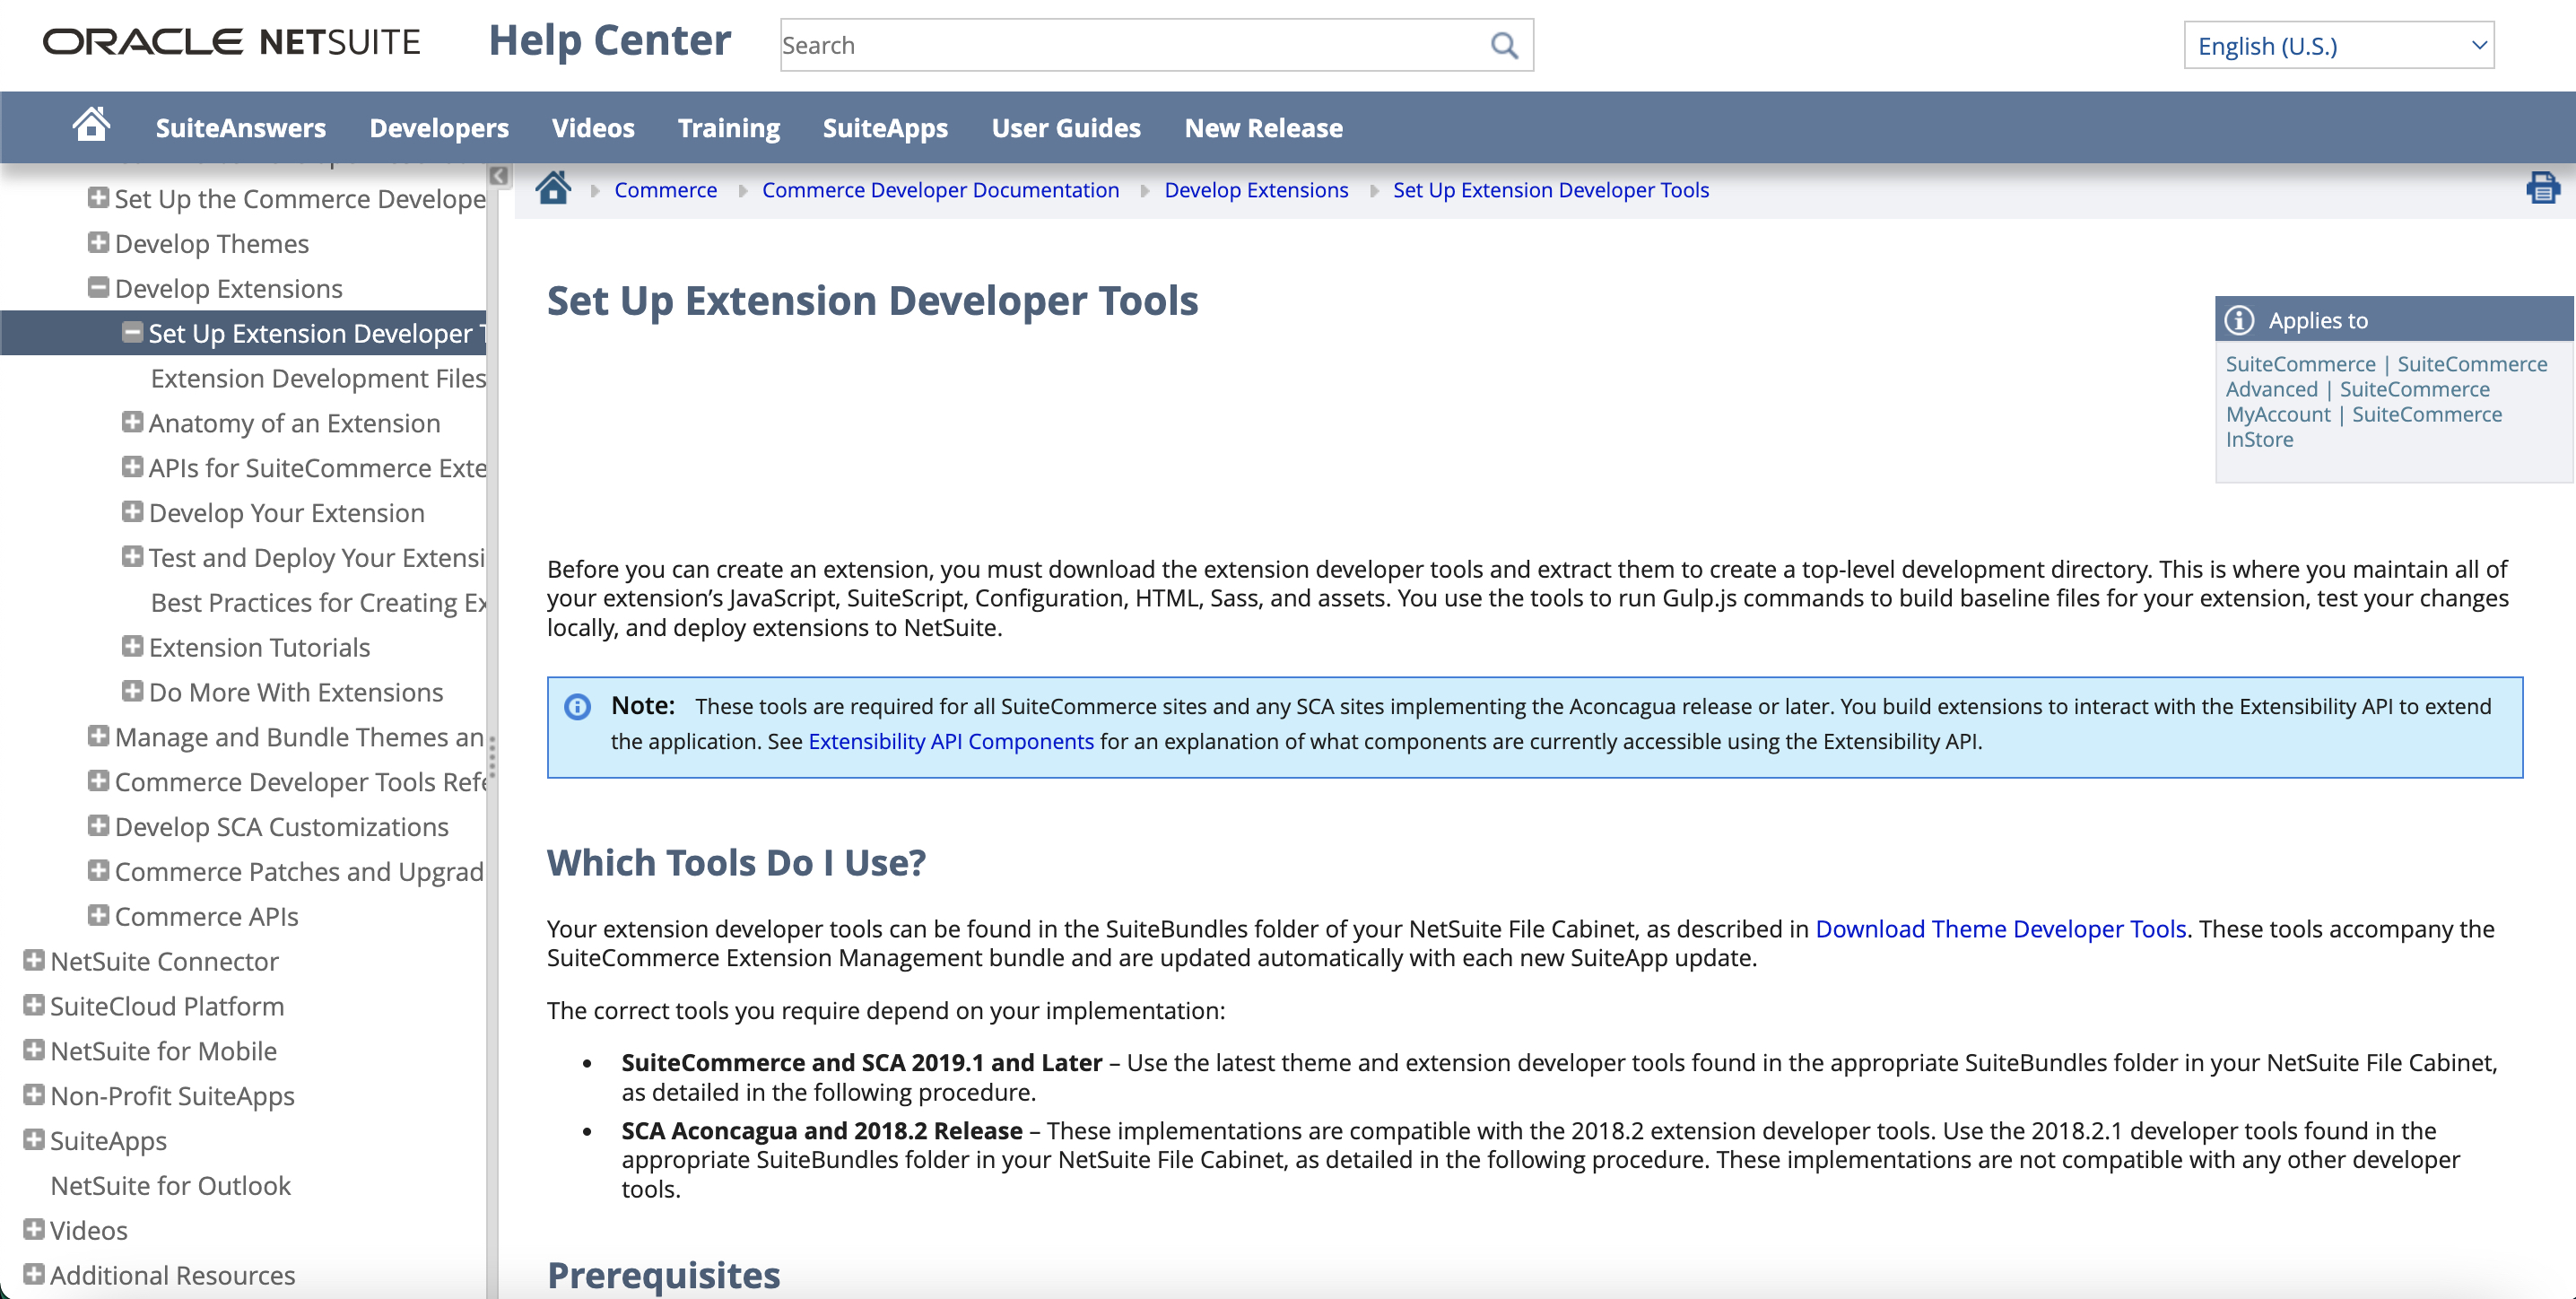 ORACLE NETSUITE
Help Center
Search
English (U.S.)
SuiteAnswers Developers Videos Training SuiteApps User Guides New Release
Set Up the Commerce Develope
Develop Themes
Develop Extensions
Set Up Extension Developer T
Extension Development Files
Anatomy of an Extension
APIs for SuiteCommerce Exte
Develop Your Extension
Test and Deploy Your Extensi
Best Practices for Creating Ex
Extension Tutorials
Do More With Extensions
Manage and Bundle Themes an
Commerce Developer Tools Refe
Develop SCA Customizations
Commerce Patches and Upgrad
Commerce APIs
NetSuite Connector
SuiteCloud Platform
NetSuite for Mobile
Non-Profit SuiteApps
SuiteApps
NetSuite for Outlook
Videos
Additional Resources
Commerce Commerce Developer Documentation Develop Extensions Set Up Extension Developer Tools
Set Up Extension Developer Tools
Applies to
SuiteCommerce | SuiteCommerce
Advanced | SuiteCommerce
MyAccount | SuiteCommerce
InStore
Before you can create an extension, you must download the extension developer tools and extract them to create a top-level development directory. This is where you maintain all of
your extension’s JavaScript, SuiteScript, Configuration, HTML, Sass, and assets. You use the tools to run Gulp.js commands to build baseline files for your extension, test your changes
locally, and deploy extensions to NetSuite.
Note: These tools are required for all SuiteCommerce sites and any SCA sites implementing the Aconcagua release or later. You build extensions to interact with the Extensibility API to extend
the application. See Extensibility API Components for an explanation of what components are currently accessible using the Extensibility API.
Which Tools Do I Use?
Your extension developer tools can be found in the SuiteBundles folder of your NetSuite File Cabinet, as described in Download Theme Developer Tools. These tools accompany the
SuiteCommerce Extension Management bundle and are updated automatically with each new SuiteApp update.
The correct tools you require depend on your implementation:
• SuiteCommerce and SCA 2019.1 and Later – Use the latest theme and extension developer tools found in the appropriate SuiteBundles folder in your NetSuite File Cabinet,
as detailed in the following procedure.
• SCA Aconcagua and 2018.2 Release – These implementations are compatible with the 2018.2 extension developer tools. Use the 2018.2.1 developer tools found in the
appropriate SuiteBundles folder in your NetSuite File Cabinet, as detailed in the following procedure. These implementations are not compatible with any other developer
tools.
Prerequisites